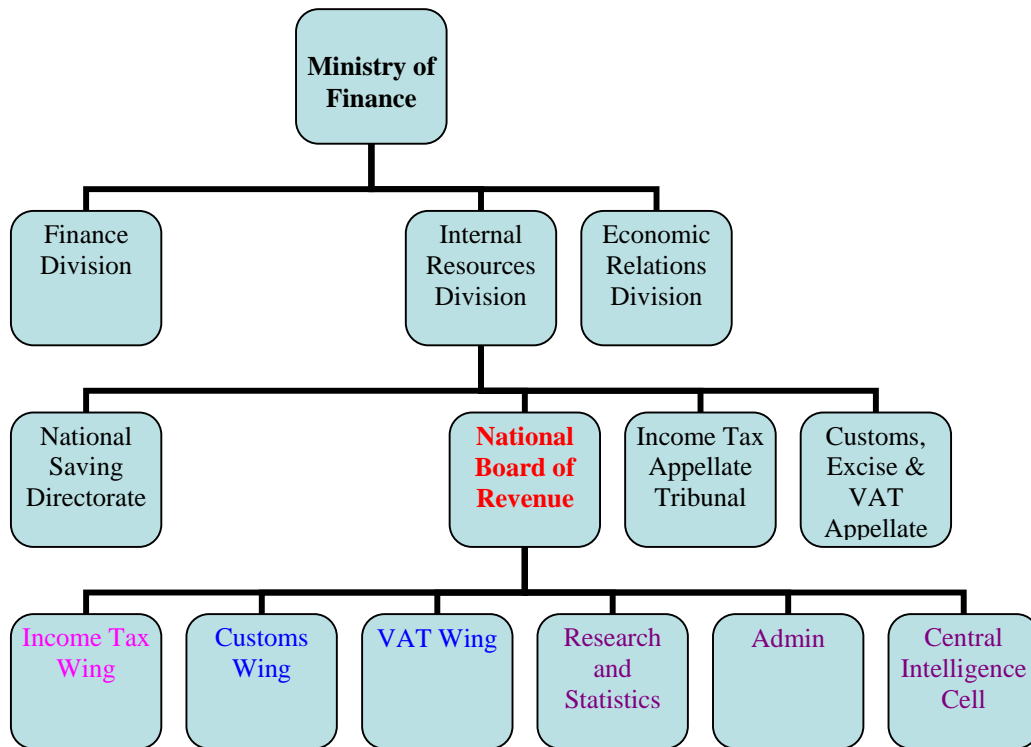 Ministry of
Finance
Finance
Division
Internal
Resources
Division
Economic
Relations
Division
National
Saving
Directorate
National
Board of
Revenue
Income Tax
Appellate
Tribunal
Customs,
Excise &
VAT
Appellate
Income Tax
Wing
Customs
Wing
VAT Wing
Research
and
Statistics
Admin
Central
Intelligence
Cell